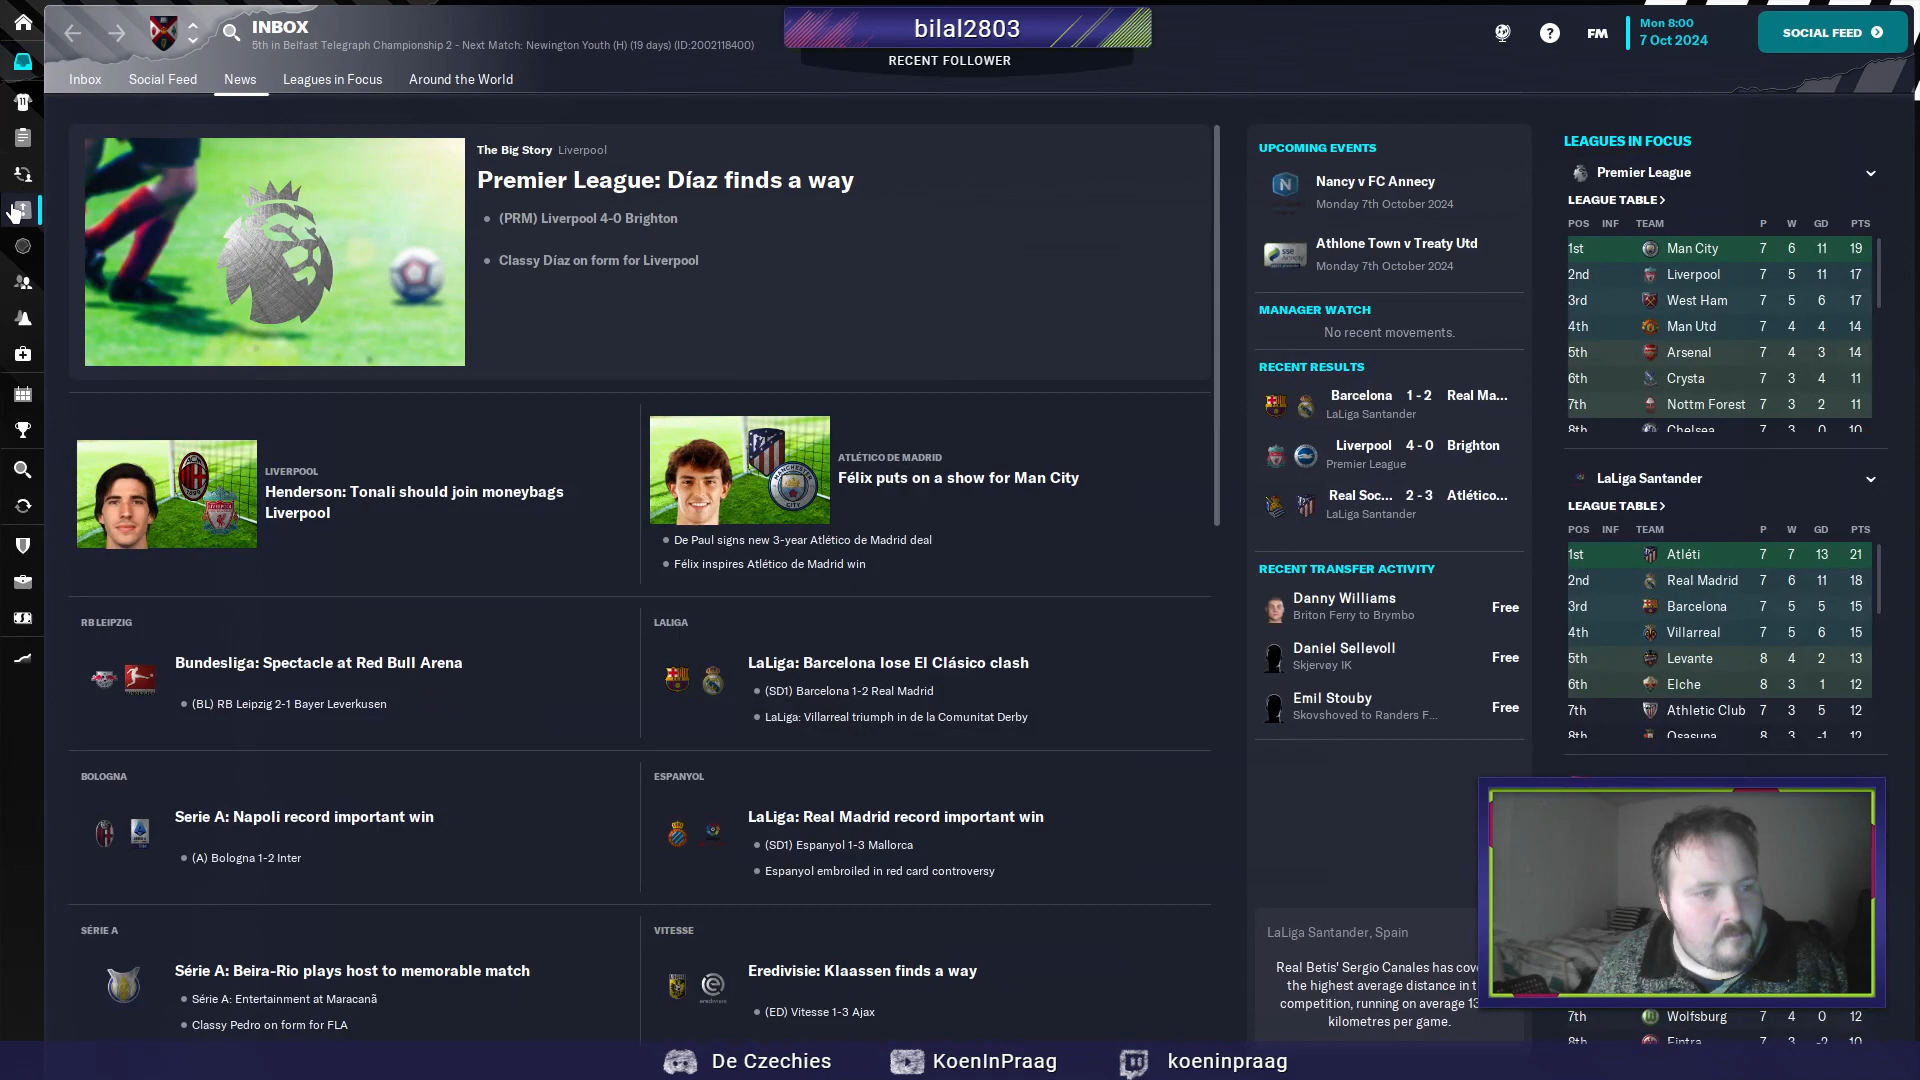 INBOX
5th in Belfast Telegraph Championship 2 - Next Match: Newington Youth (H) (19 days) (ID:2002118400)
bilal2803
RECENT FOLLOWER
FM
Mon 8:00
7 Oct 2024
SOCIAL FEED
Inbox
Social Feed
News
Leagues in Focus
Around the World
The Big Story Liverpool
Premier League: Díaz finds a way
(PRM) Liverpool 4-0 Brighton
Classy Díaz on form for Liverpool
LIVERPOOL
Henderson: Tonali should join moneybags
Liverpool
ATLÉTICO DE MADRID
Félix puts on a show for Man City
De Paul signs new 3-year Atlético de Madrid deal
Félix inspires Atlético de Madrid win
RB LEIPZIG
Bundesliga: Spectacle at Red Bull Arena
(BL) RB Leipzig 2-1 Bayer Leverkusen
LALIGA
LaLiga: Barcelona lose El Clásico clash
(SD1) Barcelona 1-2 Real Madrid
LaLiga: Villarreal triumph in de la Comunitat Derby
BOLOGNA
Serie A: Napoli record important win
(A) Bologna 1-2 Inter
ESPANYOL
LaLiga: Real Madrid record important win
(SD1) Espanyol 1-3 Mallorca
Espanyol embroiled in red card controversy
SÉRIE A
Série A: Beira-Rio plays host to memorable match
Série A: Entertainment at Maracanã
Classy Pedro on form for FLA
VITESSE
Eredivisie: Klaassen finds a way
(ED) Vitesse 1-3 Ajax
UPCOMING EVENTS
Nancy v FC Annecy
Monday 7th October 2024
Athlone Town v Treaty Utd
Monday 7th October 2024
MANAGER WATCH
No recent movements.
RECENT RESULTS
Barcelona 1 - 2 Real Ma...
LaLiga Santander
Liverpool 4 - 0 Brighton
Premier League
Real Soc... 2 - 3 Atlético...
LaLiga Santander
RECENT TRANSFER ACTIVITY
Danny Williams
Briton Ferry to Brymbo
Free
Daniel Sellevoll
Skjervøy IK
Free
Emil Stouby
Skovshoved to Randers F...
Free
LaLiga Santander, Spain
Real Betis' Sergio Canales has
the highest average distance in
competition, running on average
kilometres per game.
LEAGUES IN FOCUS
Premier League
LEAGUE TABLE
POS INF TEAM P W GD PTS
1st Man City 7 6 11 19
2nd Liverpool 7 5 11 17
3rd West Ham 7 5 6 17
4th Man Utd 7 4 4 14
5th Arsenal 7 4 3 14
6th Crysta 7 3 4 11
7th Nottm Forest 7 3 2 11
8th Chelsea 7 3 0 10
LaLiga Santander
LEAGUE TABLE
POS INF TEAM P W GD PTS
1st Atléti 7 7 13 21
2nd Real Madrid 7 6 11 18
3rd Barcelona 7 5 5 15
4th Villarreal 7 5 6 15
5th Levante 8 4 2 13
6th Elche 8 3 1 12
7th Athletic Club 7 3 5 12
8th Osasuna 8 3 -1 12
7th Wolfsburg 7 4 0 12
8th Eintra 7 3 -2 10
De Czechies
KoenInPraag
koeninpraag